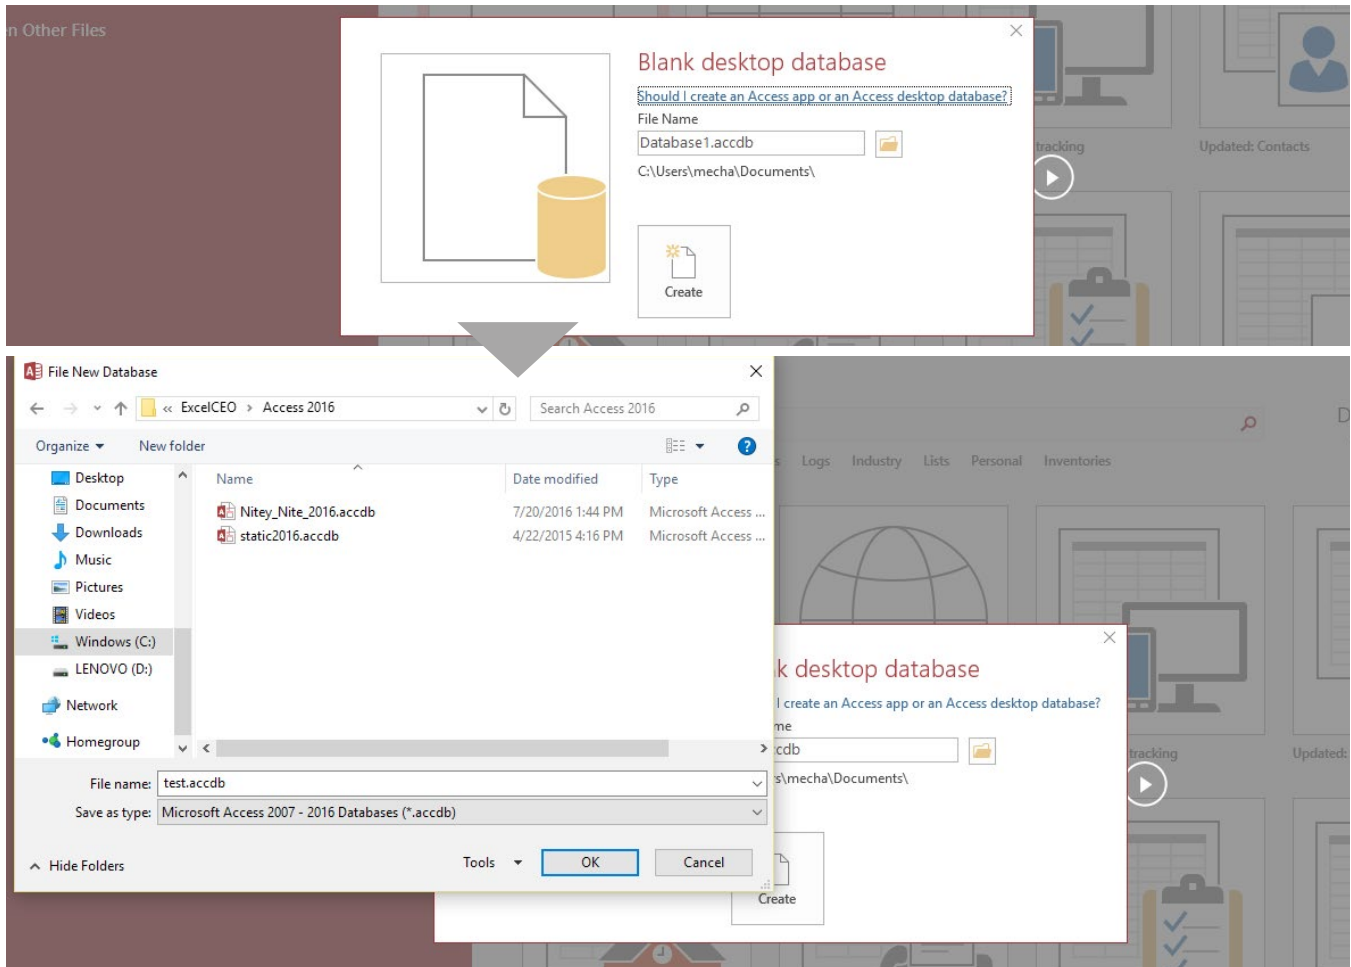 n Other Files
Blank desktop database
Should I create an Access app or an Access desktop database?
File Name
Database1.accdb
C:\Users\mecha\Documents\
Create
tracking
Updated: Contacts
File New Database
« ExcelCEO > Access 2016
Search Access 2016
Organize
New folder
Name
Date modified
Type
Desktop
Documents
Downloads
Music
Pictures
Videos
Windows (C:)
LENOVO (D:)
Network
Homegroup
Nitey_Nite_2016.accdb 7/20/2016 1:44 PM Microsoft Access ...
static2016.accdb 4/22/2015 4:16 PM Microsoft Access ...
File name: test.accdb
Save as type: Microsoft Access 2007 - 2016 Databases (*.accdb)
Hide Folders
Tools
OK
Cancel
D
s Logs Industry Lists Personal Inventories
k desktop database
I create an Access app or an Access desktop database?
me
ccdb
rs\mecha\Documents\
Create
tracking
Updated: